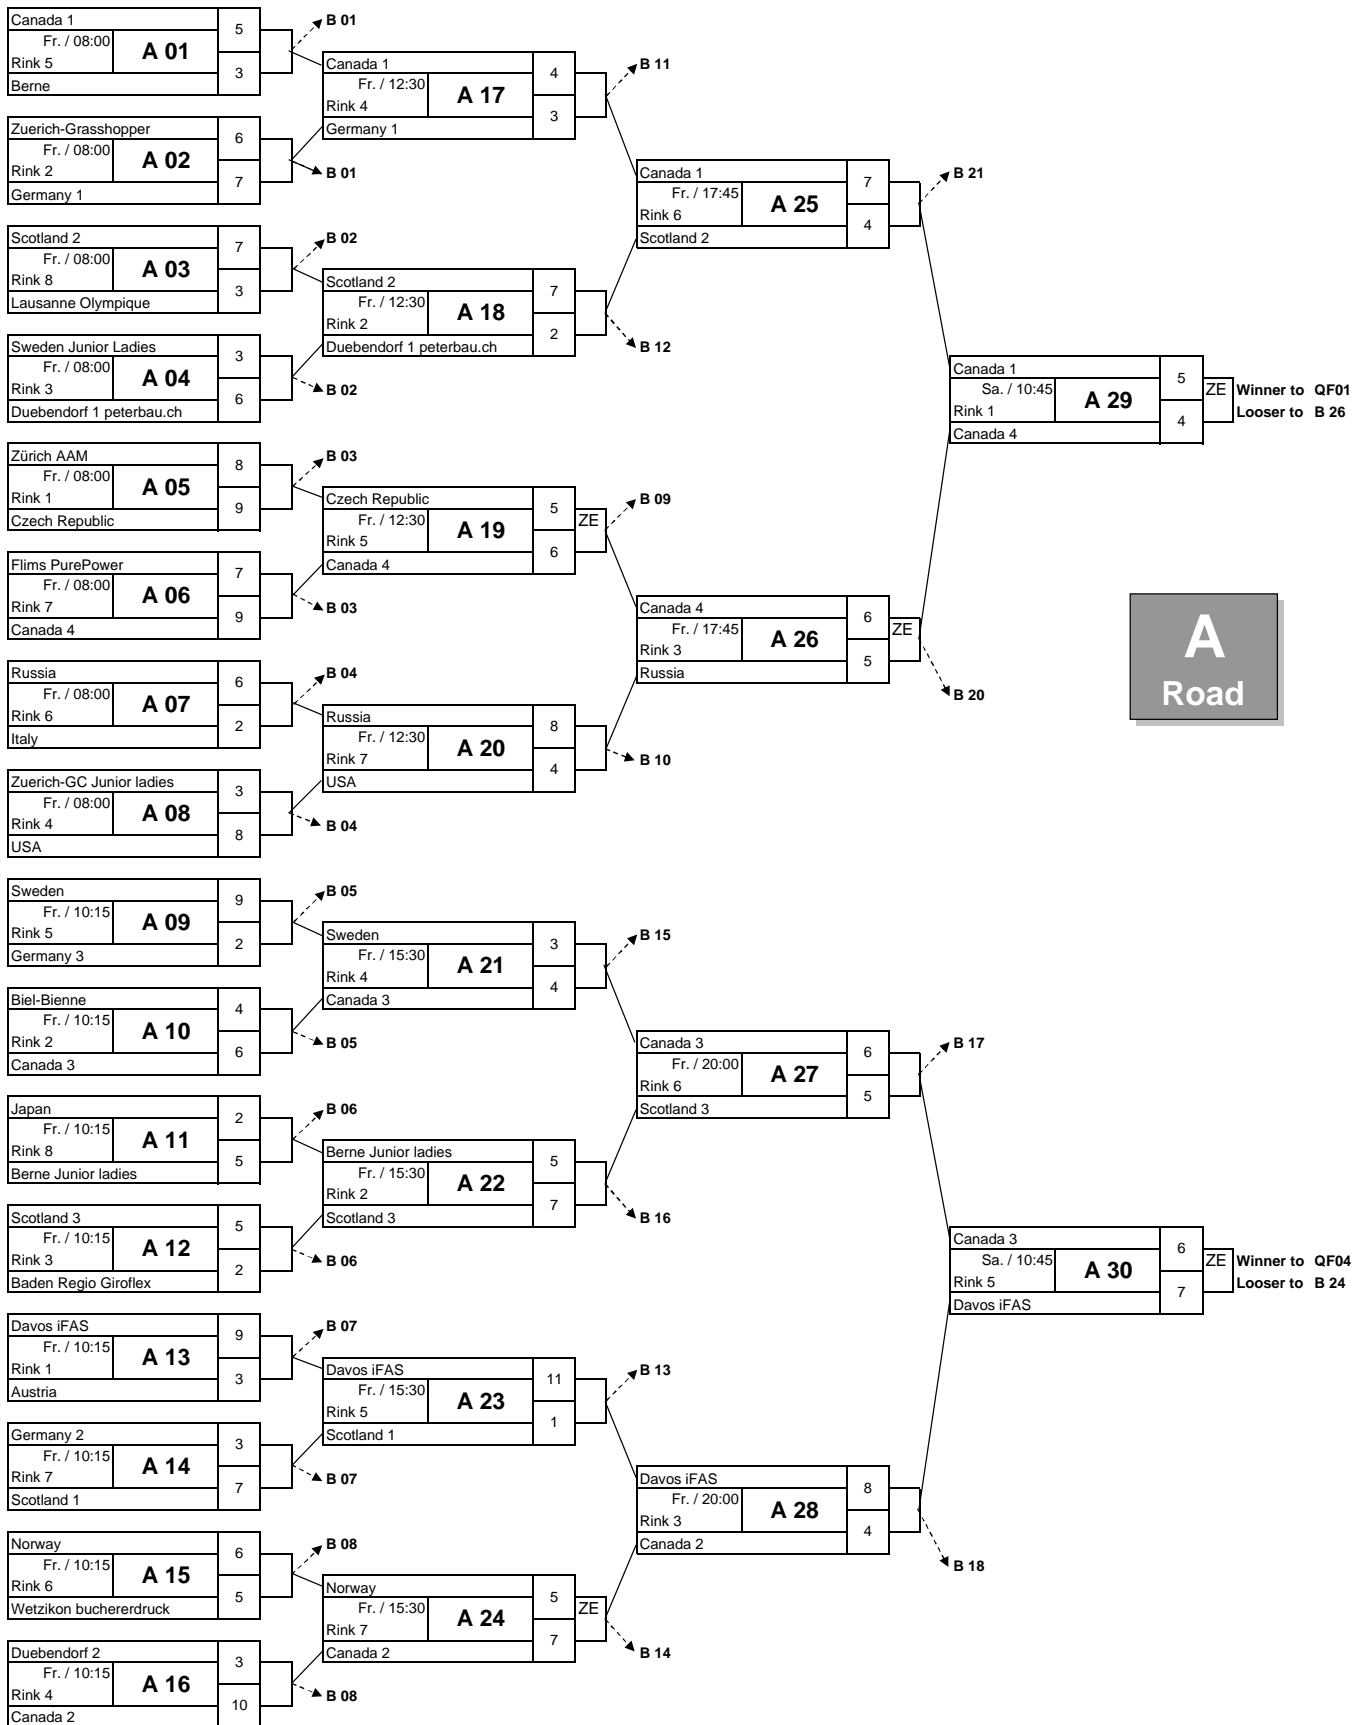 Canada 1
5
Fr. / 08:00
A 01
Rink 5
3
Berne
B 01
Zuerich-Grasshopper
6
Fr. / 08:00
A 02
Rink 2
7
Germany 1
B 01
Scotland 2
7
Fr. / 08:00
A 03
Rink 8
3
Lausanne Olympique
B 02
Sweden Junior Ladies
3
Fr. / 08:00
A 04
Rink 3
6
Duebendorf 1 peterbau.ch
B 02
Zürich AAM
8
Fr. / 08:00
A 05
Rink 1
9
Czech Republic
B 03
Flims PurePower
7
Fr. / 08:00
A 06
Rink 7
9
Canada 4
B 03
Russia
6
Fr. / 08:00
A 07
Rink 6
2
Italy
B 04
Zuerich-GC Junior ladies
3
Fr. / 08:00
A 08
Rink 4
8
USA
B 04
Sweden
9
Fr. / 10:15
A 09
Rink 5
2
Germany 3
B 05
Biel-Bienne
4
Fr. / 10:15
A 10
Rink 2
6
Canada 3
B 05
Japan
2
Fr. / 10:15
A 11
Rink 8
5
Berne Junior ladies
B 06
Scotland 3
5
Fr. / 10:15
A 12
Rink 3
2
Baden Regio Giroflex
B 06
Davos iFAS
9
Fr. / 10:15
A 13
Rink 1
3
Austria
B 07
Germany 2
3
Fr. / 10:15
A 14
Rink 7
7
Scotland 1
B 07
Norway
6
Fr. / 10:15
A 15
Rink 6
5
Wetzikon buchererdruck
B 08
Duebendorf 2
3
Fr. / 10:15
A 16
Rink 4
10
Canada 2
B 08
Canada 1
4
Fr. / 12:30
A 17
Rink 4
3
Germany 1
B 11
Scotland 2
7
Fr. / 12:30
A 18
Rink 2
2
Duebendorf 1 peterbau.ch
B 12
Czech Republic
5
ZE
Fr. / 12:30
A 19
Rink 5
6
Canada 4
B 09
Russia
8
Fr. / 12:30
A 20
Rink 7
4
USA
B 10
Sweden
3
Fr. / 15:30
A 21
Rink 4
4
Canada 3
B 15
Berne Junior ladies
5
Fr. / 15:30
A 22
Rink 2
7
Scotland 3
B 16
Davos iFAS
11
Fr. / 15:30
A 23
Rink 5
1
Scotland 1
B 13
Norway
5
ZE
Fr. / 15:30
A 24
Rink 7
7
Canada 2
B 14
Canada 1
7
Fr. / 17:45
A 25
Rink 6
4
Scotland 2
B 21
Canada 4
6
ZE
Fr. / 17:45
A 26
Rink 3
5
Russia
B 20
Canada 3
6
Fr. / 20:00
A 27
Rink 6
5
Scotland 3
B 17
Davos iFAS
8
Fr. / 20:00
A 28
Rink 3
4
Canada 2
B 18
Canada 1
5
ZE
Sa. / 10:45
A 29
Rink 1
4
Canada 4
Winner to QF01
Looser to B 26
A
Road
Canada 3
6
ZE
Sa. / 10:45
A 30
Rink 5
7
Davos iFAS
Winner to QF04
Looser to B 24